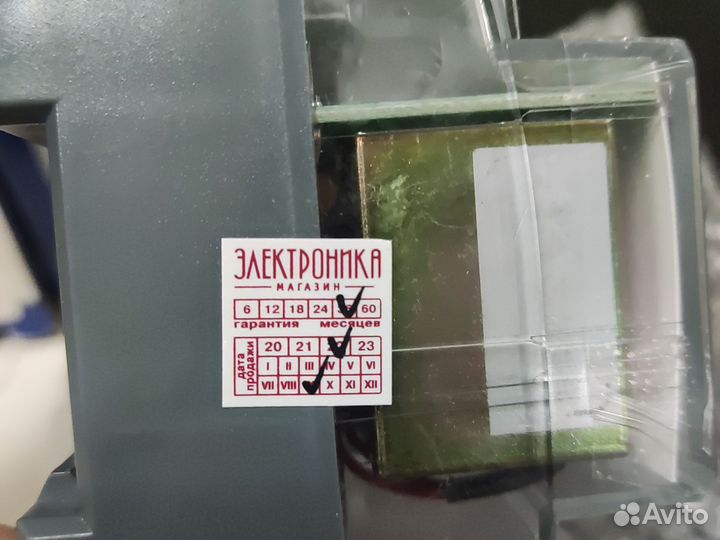 ЭЛЕКТРОНИКА
МАГАЗИН
6 12 18 24 60
гарантия месяцев
дата продажи
20 21 23
I II III IV V VI
VII VIII X XI XII
Avito